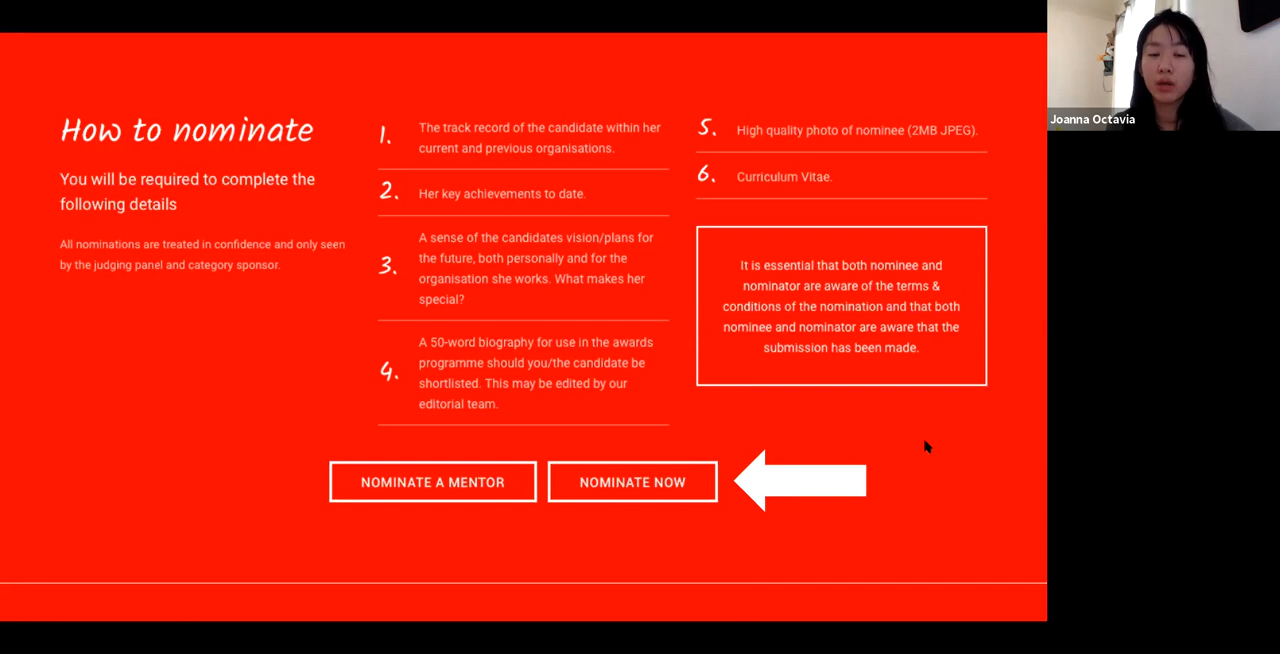 How to nominate
You will be required to complete the
following details
All nominations are treated in confidence and only seen
by the judging panel and category sponsor.
1.
The track record of the candidate within her
current and previous organisations.
2.
Her key achievements to date.
3.
A sense of the candidates vision/plans for
the future, both personally and for the
organisation she works. What makes her
special?
4.
A 50-word biography for use in the awards
programme should you/the candidate be
shortlisted. This may be edited by our
editorial team.
5.
High quality photo of nominee (2MB JPEG).
6.
Curriculum Vitae.
It is essential that both nominee and
nominator are aware of the terms &
conditions of the nomination and that both
nominee and nominator are aware that the
submission has been made.
NOMINATE A MENTOR
NOMINATE NOW
Joanna Octavia